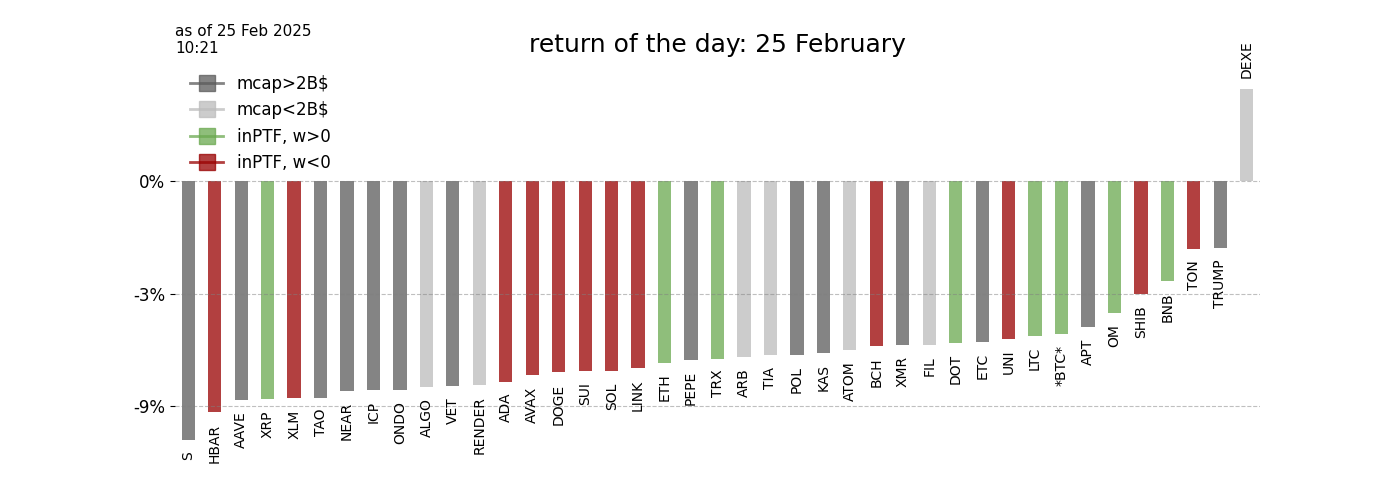 as of 25 Feb 2025
10:21
return of the day: 25 February
mcap>2B$
mcap<2B$
inPTF, w>0
inPTF, w<0
0%
-3%
-9%
S
HBAR
AAVE
XRP
XLM
TAO
NEAR
ICP
ONDO
ALGO
VET
RENDER
ADA
AVAX
DOGE
SUI
SOL
LINK
ETH
PEPE
TRX
ARB
TIA
POL
KAS
ATOM
BCH
XMR
FIL
DOT
ETC
UNI
LTC
*BTC*
APT
OM
SHIB
BNB
TON
TRUMP
DEXE